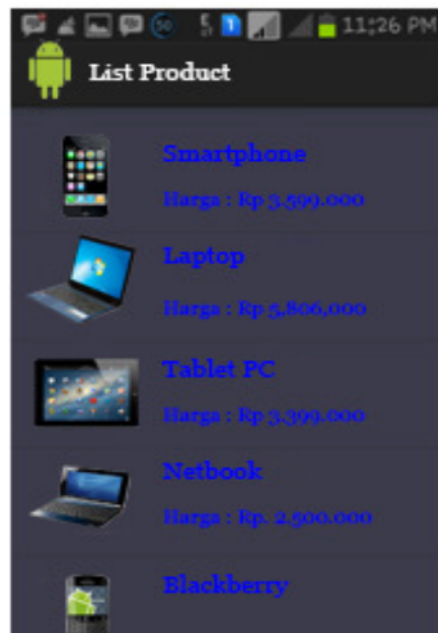 11:26 PM
List Product
Smartphone
Harga : Rp 3.599.000
Laptop
Harga : Rp 5,806,000
Tablet PC
Harga : Rp 3.399.000
Netbook
Harga : Rp. 2.500.000
Blackberry